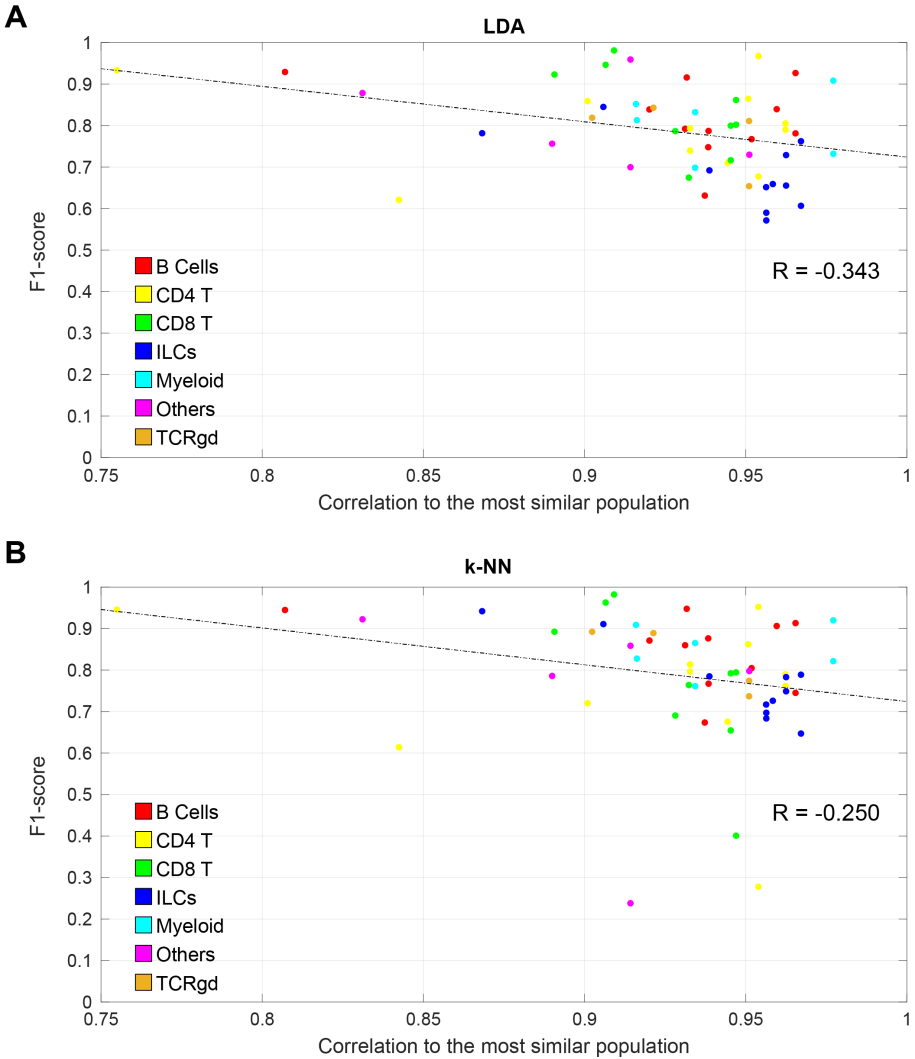 A
LDA
1
0.9
0.8
0.7
0.6
0.5
0.4
0.3
0.2
0.1
0
F1-score
R = -0.343
B Cells
CD4 T
CD8 T
ILCs
Myeloid
Others
TCRgd
0.75 0.8 0.85 0.9 0.95 1
Correlation to the most similar population
B
k-NN
1
0.9
0.8
0.7
0.6
0.5
0.4
0.3
0.2
0.1
0
F1-score
R = -0.250
B Cells
CD4 T
CD8 T
ILCs
Myeloid
Others
TCRgd
0.75 0.8 0.85 0.9 0.95 1
Correlation to the most similar population